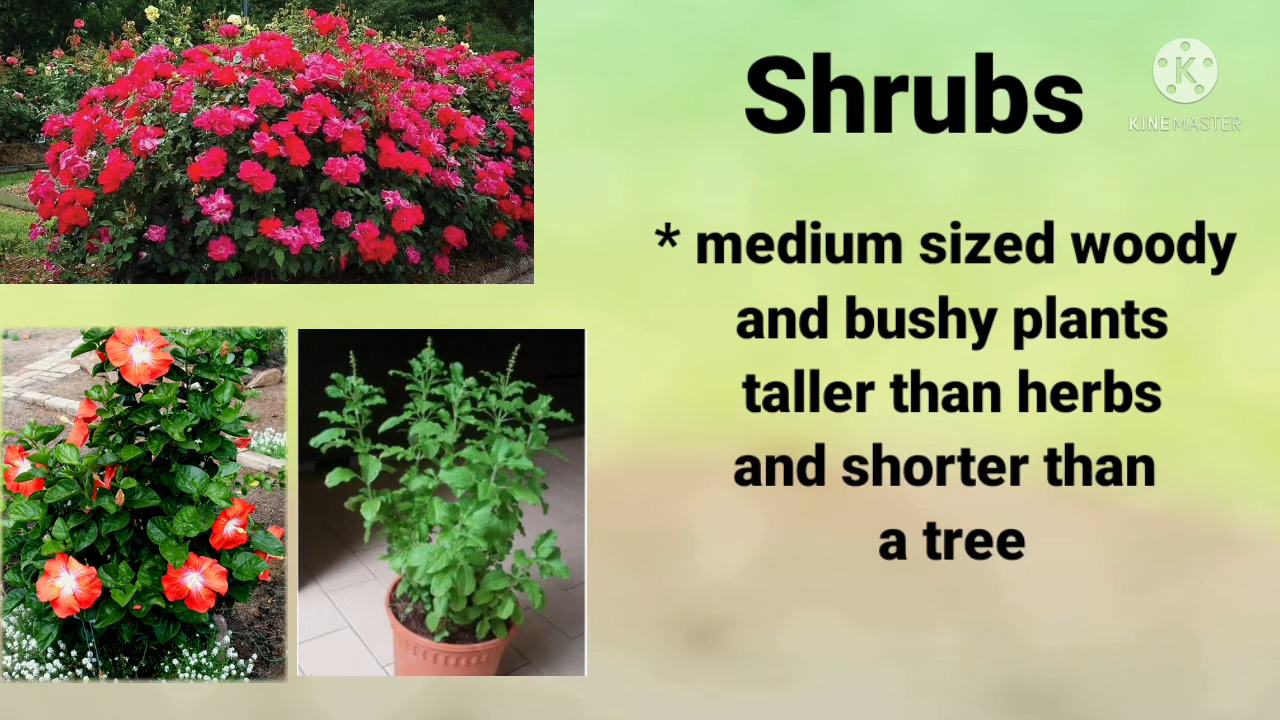 Shrubs
K
KINEMASTER
* medium sized woody
and bushy plants
taller than herbs
and shorter than
a tree